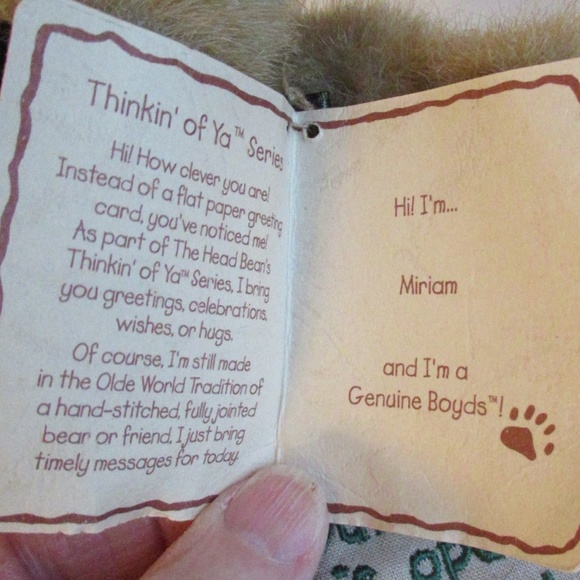 Thinkin' of Ya™ Series
Hi! How clever you are!
Instead of a flat paper greeting
card, you've noticed me!
As part of The Head Bean's
Thinkin' of Ya™ Series, I bring
you greetings, celebrations,
wishes, or hugs.
Of course, I'm still made
in the Olde World Tradition of
a hand-stitched, fully jointed
bear or friend. I just bring
timely messages for today.
Hi! I'm...
Miriam
and I'm a
Genuine Boyds™!
is